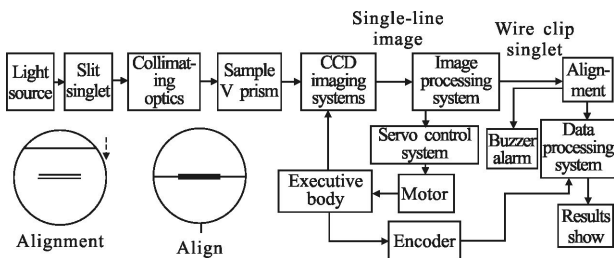 Single-line
image
Wire clip
singlet
Light
source
Slit
singlet
Collimat-
ing
optics
Sample
V prism
CCD
imaging
systems
Image
processing
system
Align-
ment
Servo control
system
Buzzer
alarm
Data
processing
system
Executive
body
Motor
Encoder
Results
show
Alignment
Align